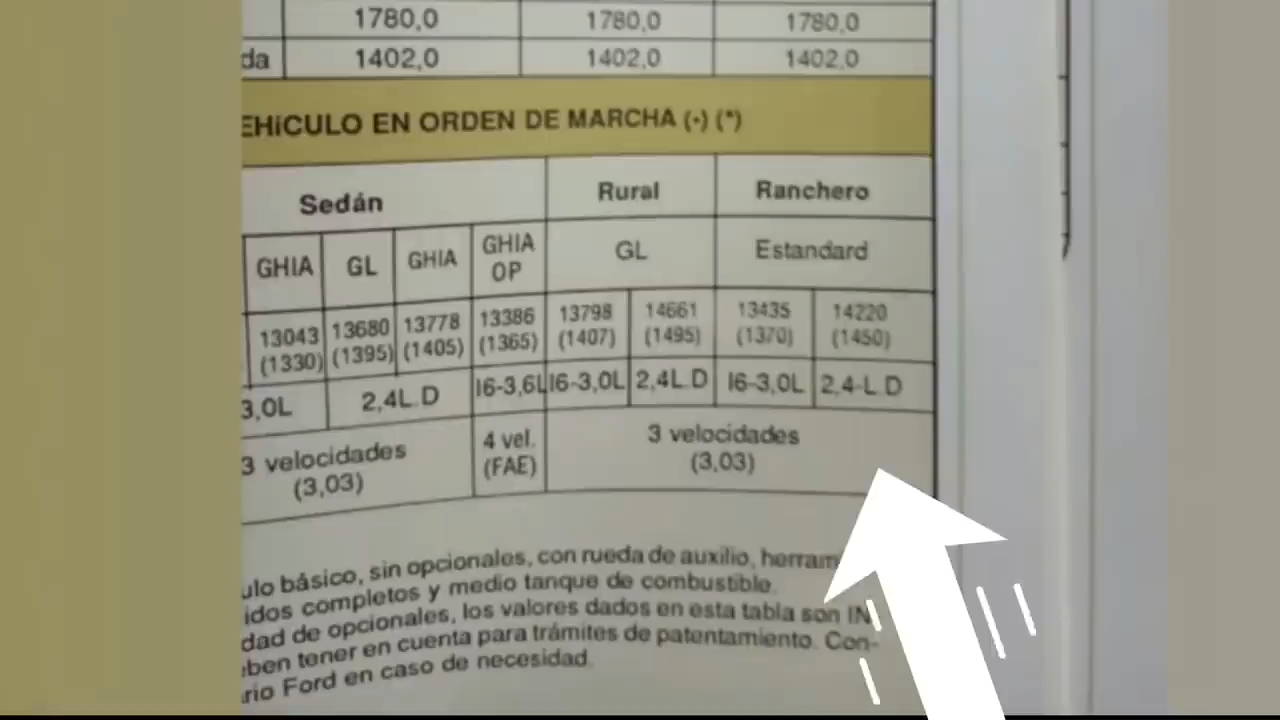 1780,0 1780,0 1780,0
da 1402,0 1402,0 1402,0
EHíCULO EN ORDEN DE MARCHA (•) (*)
Sedán Rural Ranchero
GHIA GL GHIA GHIA OP GL Estandard
13043 13680 13778 13386 13798 14661 13435 14220
(1330) (1395) (1405) (1365) (1407) (1495) (1370) (1450)
3,0L 2,4L.D I6-3,6L I6-3,0L 2,4L.D I6-3,0L 2,4-L.D
3 velocidades 4 vel. 3 velocidades
(3,03) (FAE) (3,03)
ulo básico, sin opcionales, con rueda de auxilio, herram
idos completos y medio tanque de combustible.
dad de opcionales, los valores dados en esta tabla son IN
ben tener en cuenta para trámites de patentamiento. Con-
rio Ford en caso de necesidad.